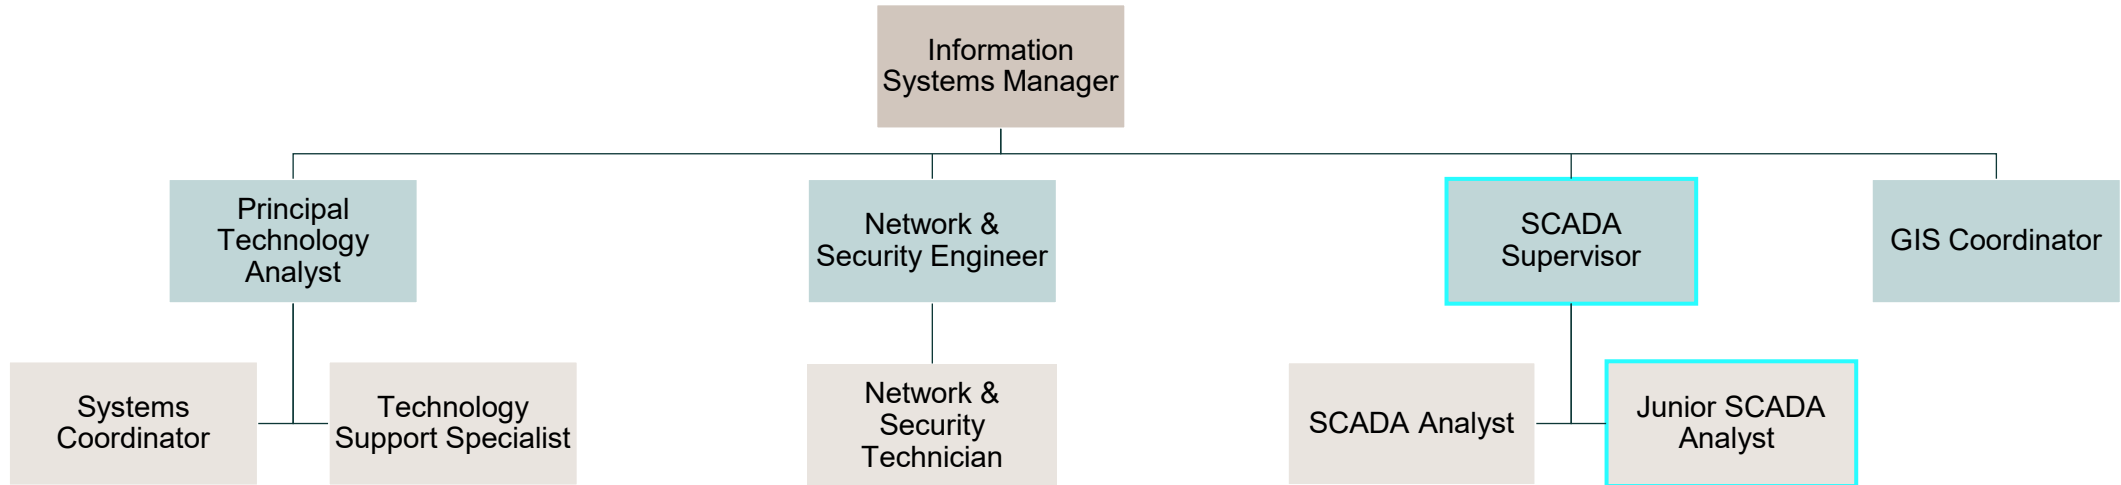 Information
Systems Manager
Principal
Technology
Analyst
Network &
Security Engineer
SCADA
Supervisor
GIS Coordinator
Systems
Coordinator
Technology
Support Specialist
Network &
Security
Technician
SCADA Analyst
Junior SCADA
Analyst